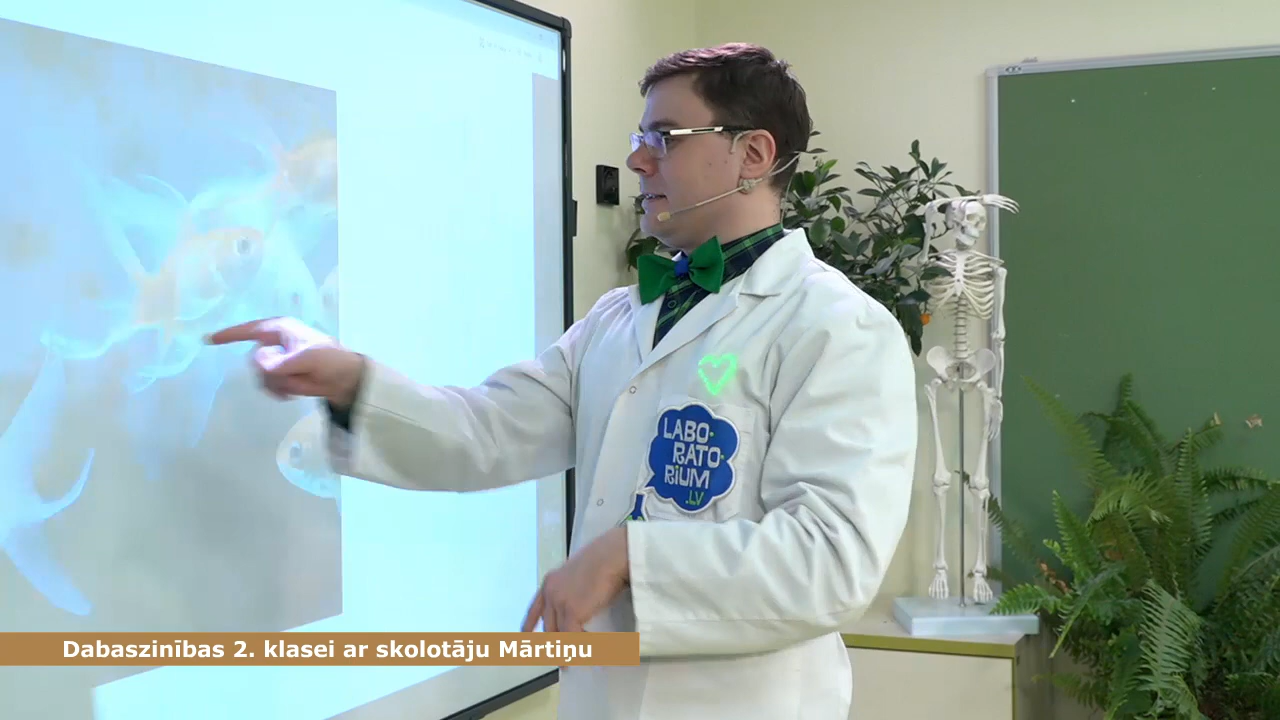 LABO-
RATO-
RIUM
.LV
Dabaszinības 2. klasei ar skolotāju Mārtiņu